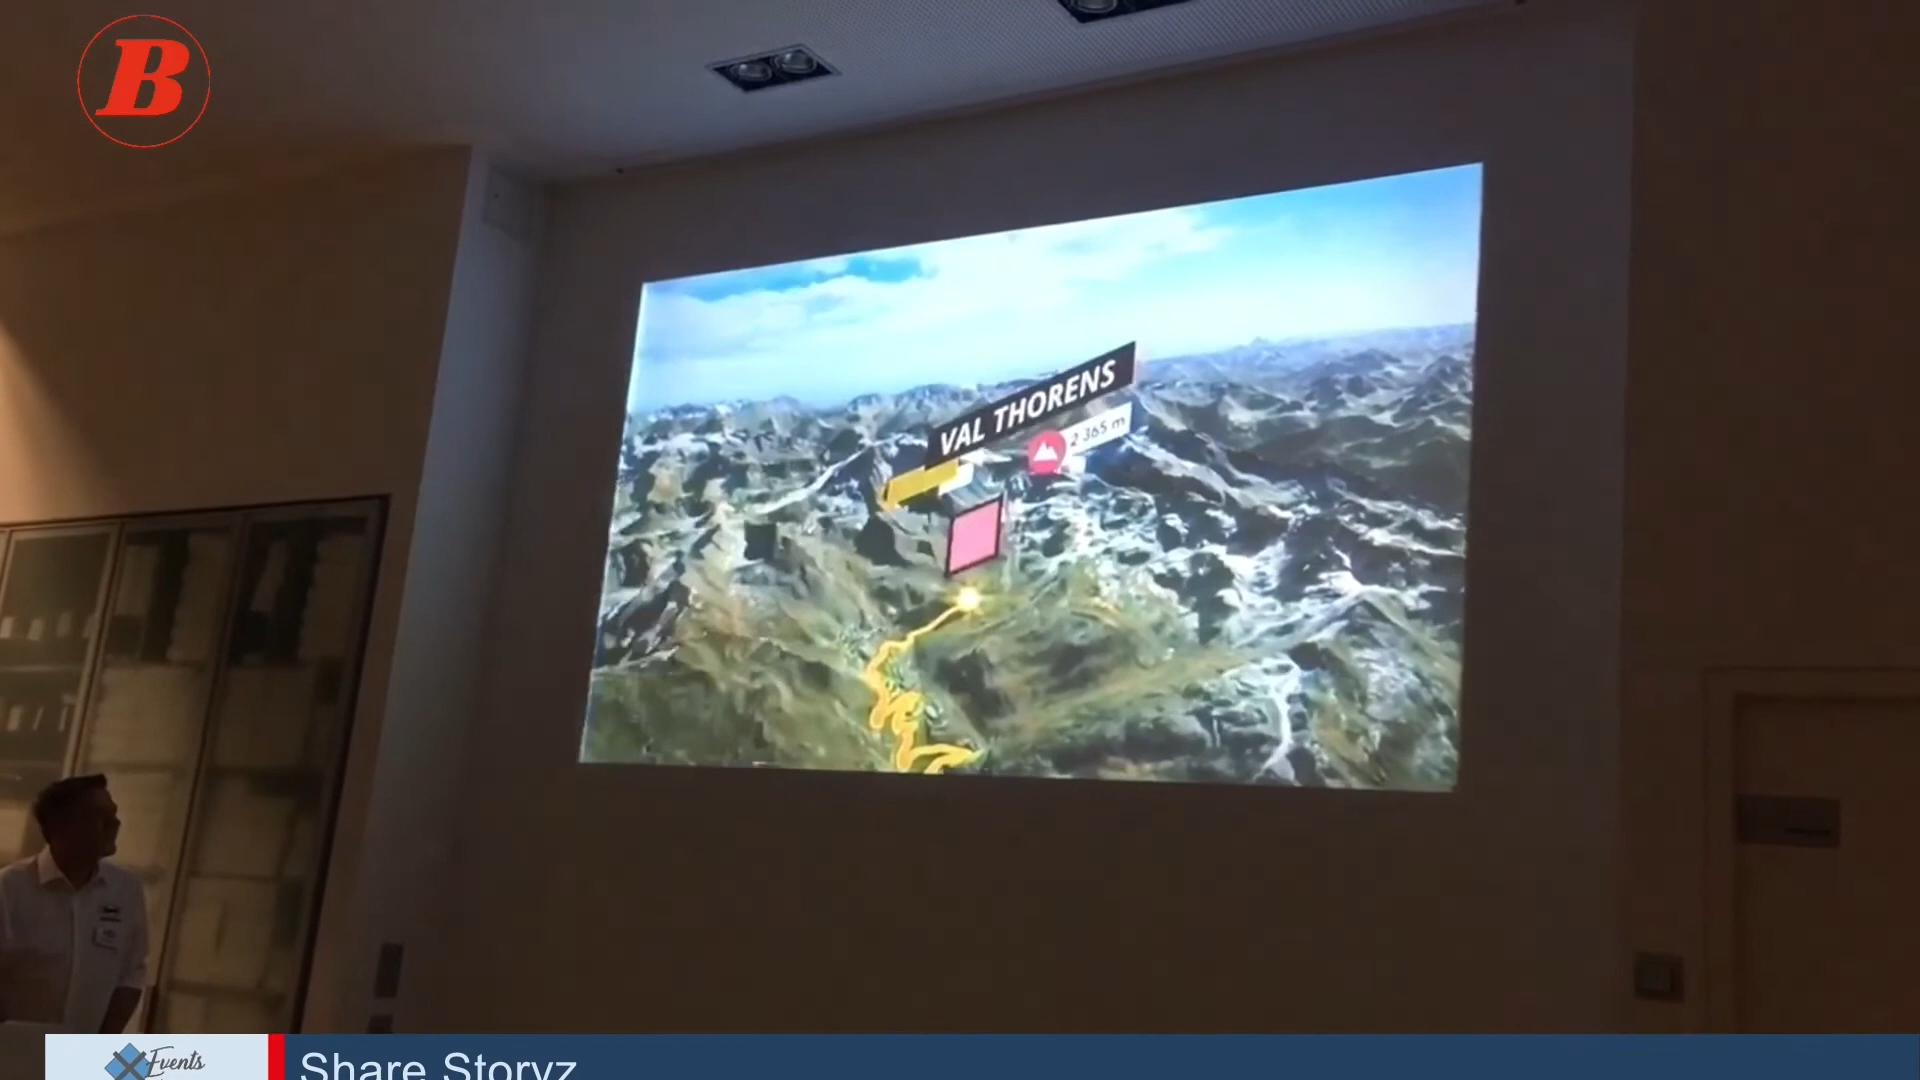 B
VAL THORENS
2 365 m
Events
Share Storyz